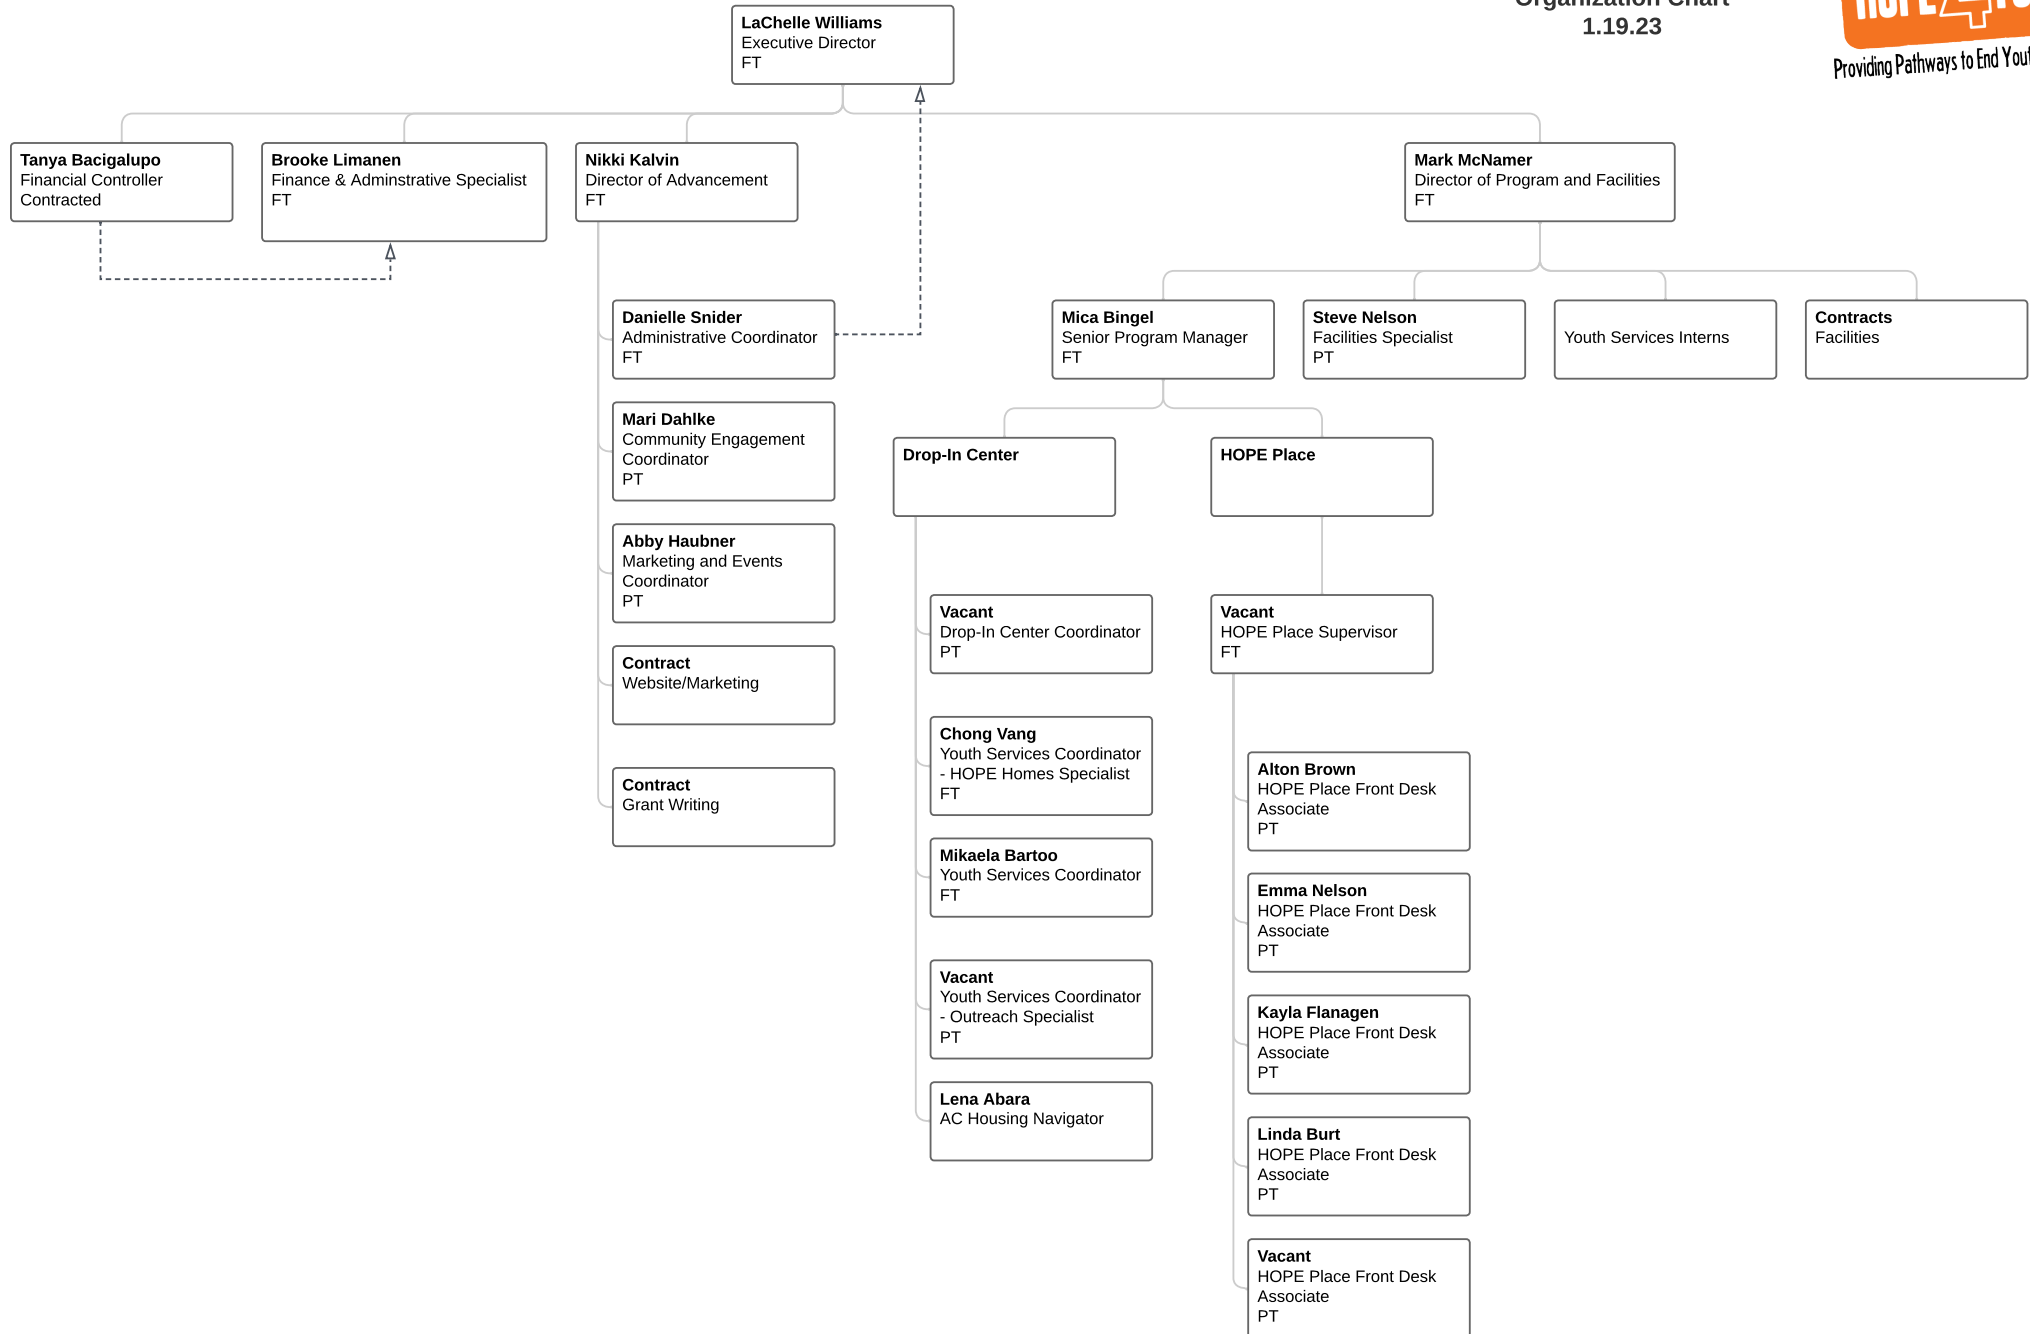 LaChelle Williams
Executive Director
FT
Organization Chart
1.19.23
HOPE 4
Providing Pathways to End
Tanya Bacigalupo
Financial Controller
Contracted
Brooke Limanen
Finance & Adminstrative Specialist
FT
Nikki Kalvin
Director of Advancement
FT
Mark McNamer
Director of Program and Facilities
FT
Danielle Snider
Administrative Coordinator
FT
Mari Dahlke
Community Engagement
Coordinator
PT
Abby Haubner
Marketing and Events
Coordinator
PT
Contract
Website/Marketing
Contract
Grant Writing
Mica Bingel
Senior Program Manager
FT
Steve Nelson
Facilities Specialist
PT
Youth Services Interns
Contracts
Facilities
Drop-In Center
HOPE Place
Vacant
Drop-In Center Coordinator
PT
Chong Vang
Youth Services Coordinator
- HOPE Homes Specialist
FT
Mikaela Bartoo
Youth Services Coordinator
FT
Vacant
Youth Services Coordinator
- Outreach Specialist
PT
Lena Abara
AC Housing Navigator
Vacant
HOPE Place Supervisor
FT
Alton Brown
HOPE Place Front Desk
Associate
PT
Emma Nelson
HOPE Place Front Desk
Associate
PT
Kayla Flanagen
HOPE Place Front Desk
Associate
PT
Linda Burt
HOPE Place Front Desk
Associate
PT
Vacant
HOPE Place Front Desk
Associate
PT